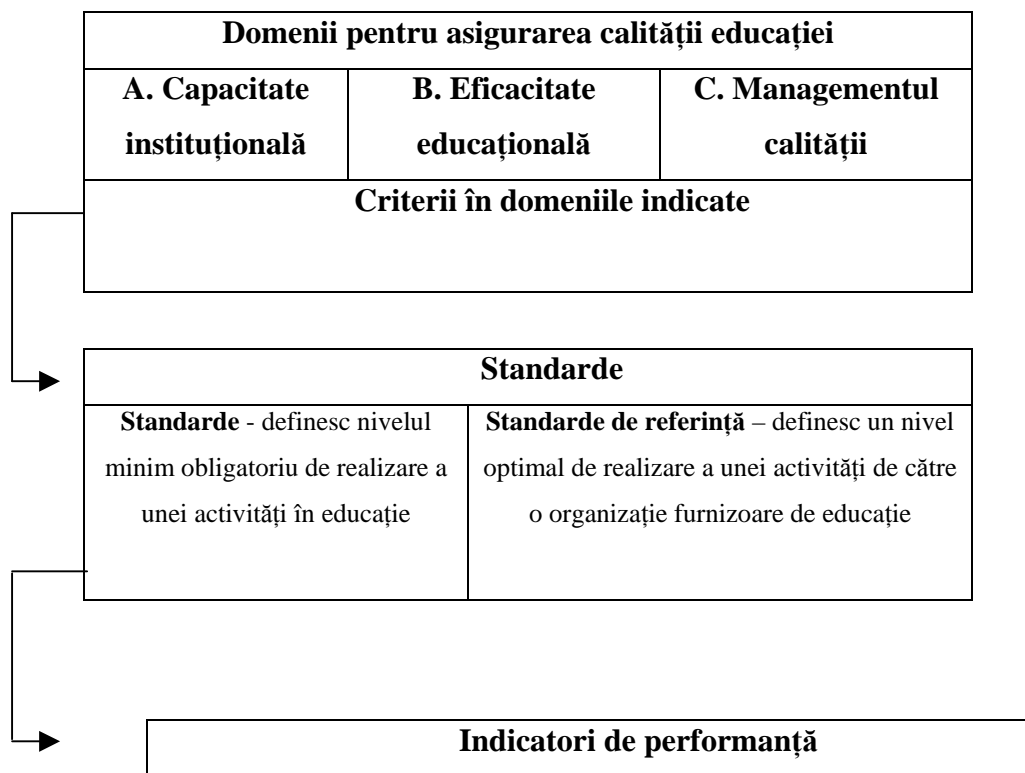 Domenii pentru asigurarea calității educației
A. Capacitate
instituțională
B. Eficacitate
educațională
C. Managementul
calității
Criterii în domeniile indicate
Standarde
Standarde - definesc nivelul
minim obligatoriu de realizare a
unei activități în educație
Standarde de referință – definesc un nivel
optimal de realizare a unei activități de către
o organizație furnizoare de educație
Indicatori de performanță